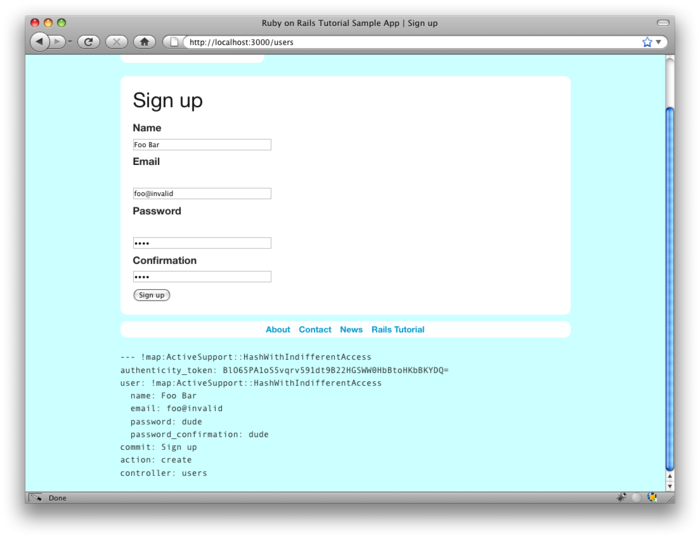 Ruby on Rails Tutorial Sample App | Sign up
http://localhost:3000/users
Sign up
Name
Foo Bar
Email
foo@invalid
Password
••••
Confirmation
••••
Sign up
About Contact News Rails Tutorial
--- !map:ActiveSupport::HashWithIndifferentAccess
authenticity_token: BlO65PA1o55vqrv591dt9B22HGSWW0HbBtoHKbBKYDQ=
user: !map:ActiveSupport::HashWithIndifferentAccess
name: Foo Bar
email: foo@invalid
password: dude
password_confirmation: dude
commit: Sign up
action: create
controller: users
Done